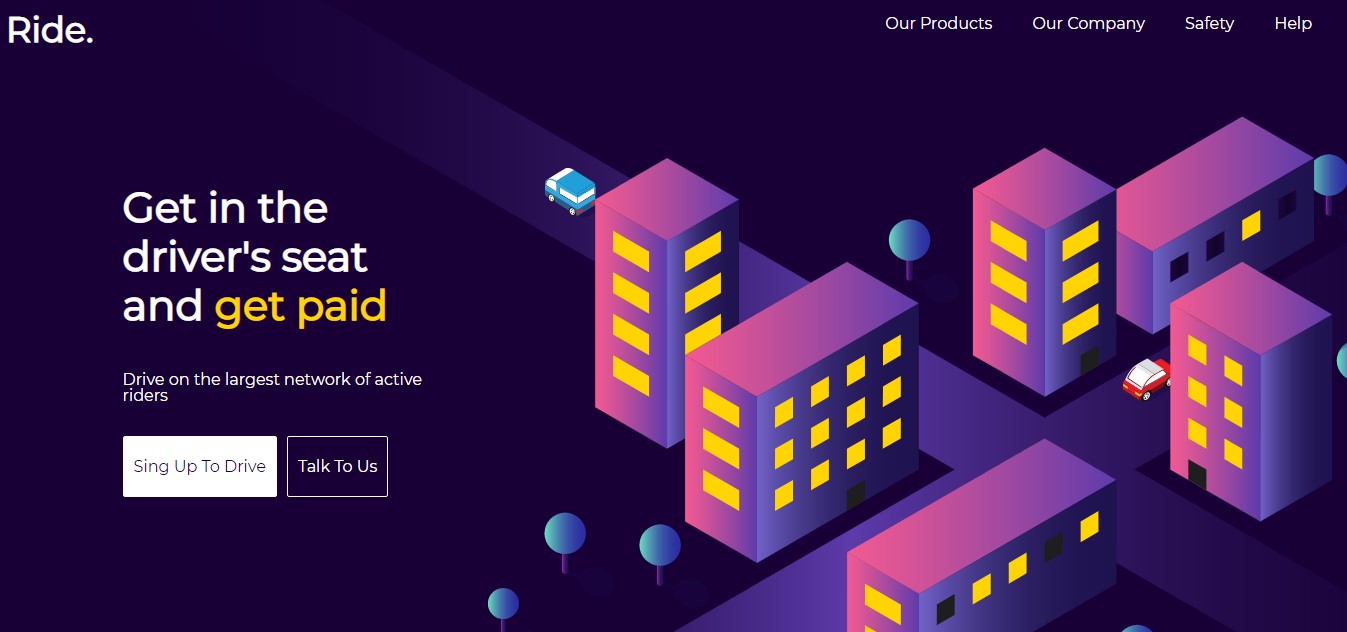 Ride.
Our Products
Our Company
Safety
Help
Get in the
driver's seat
and get paid
Drive on the largest network of active
riders
Sing Up To Drive
Talk To Us